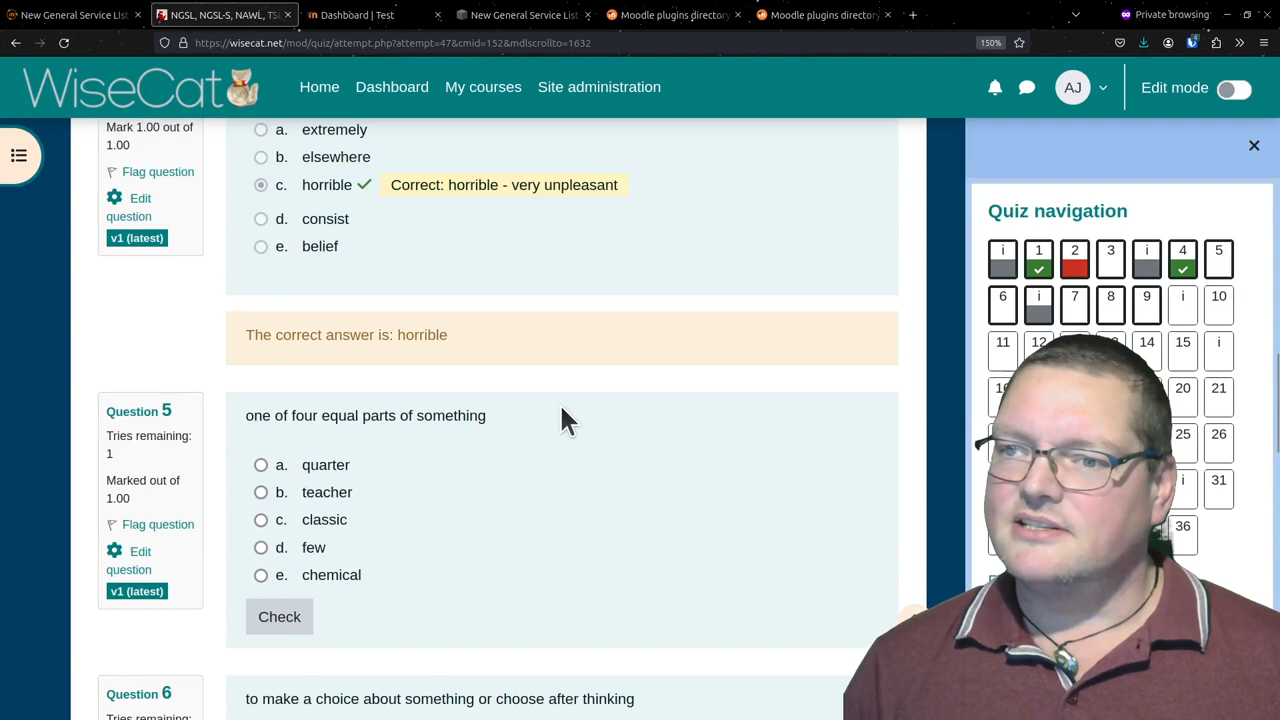 New General Service List
NGSL, NGSL-S, NAWL, TSL
Dashboard | Test
New General Service List
Moodle plugins directory
Moodle plugins directory
Private browsing
https://wisecat.net/mod/quiz/attempt.php?attempt=47&cmid=152&mdlscrollto=1632
150%
WiseCat
Home
Dashboard
My courses
Site administration
AJ
Edit mode
Mark 1.00 out of
1.00
Flag question
Edit
question
v1 (latest)
a. extremely
b. elsewhere
c. horrible
Correct: horrible - very unpleasant
d. consist
e. belief
The correct answer is: horrible
Question 5
Tries remaining:
1
Marked out of
1.00
Flag question
Edit
question
v1 (latest)
one of four equal parts of something
a. quarter
b. teacher
c. classic
d. few
e. chemical
Check
Question 6
to make a choice about something or choose after thinking
Quiz navigation
i 1 2 3 i 4 5
6 i 7 8 9 i 10
11 12 14 15 i
20 21
25 26
i 31
36